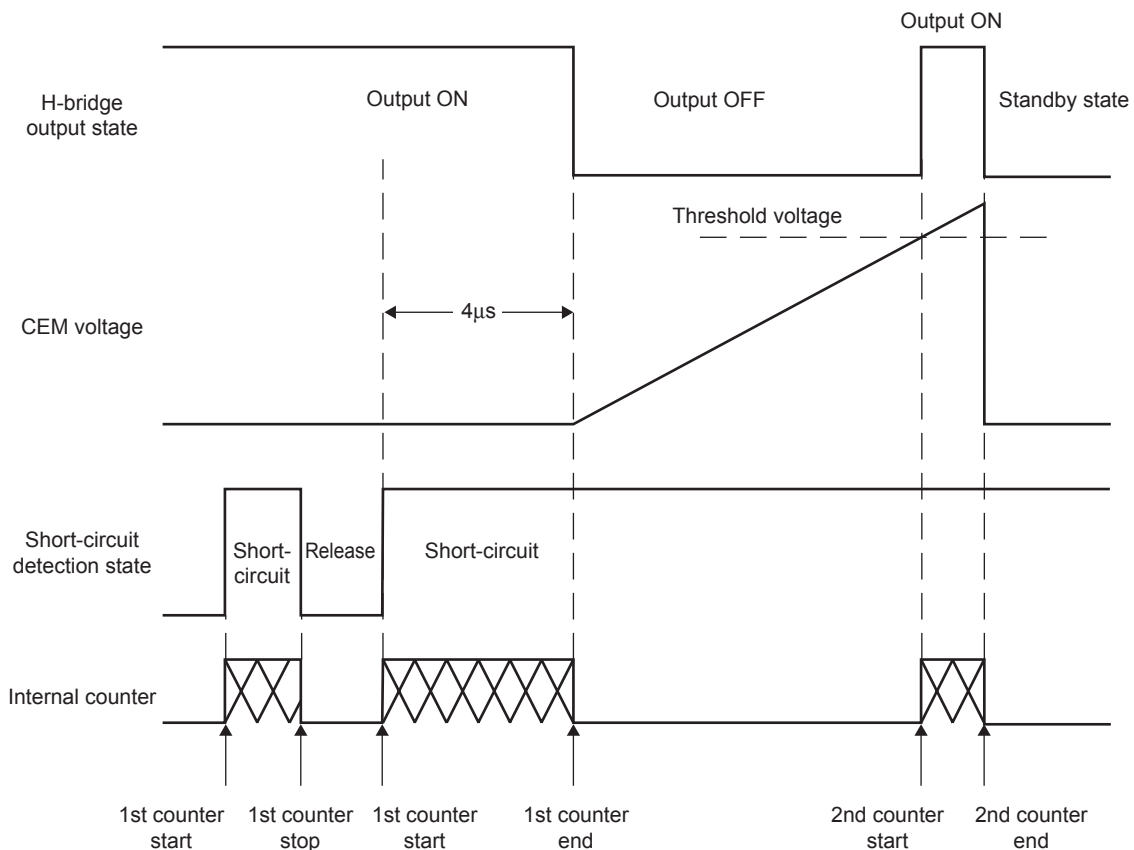 Output ON
H-bridge
output state
Output ON
Output OFF
Standby state
Threshold voltage
4μs
CEM voltage
Short-circuit
detection state
Short-
circuit
Release
Short-circuit
Internal counter
1st counter
start
1st counter
stop
1st counter
start
1st counter
end
2nd counter
start
2nd counter
end